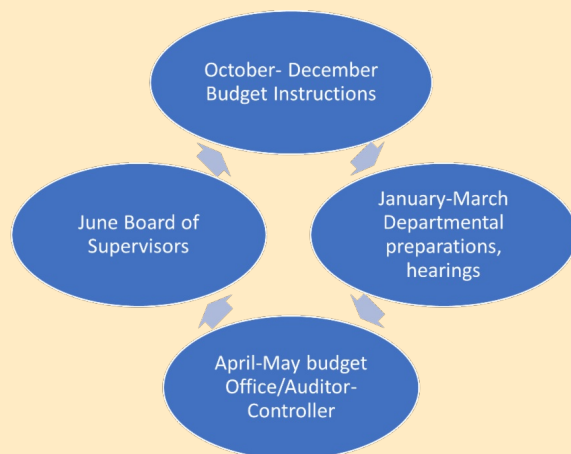 October- December
Budget Instructions
January-March
Departmental
preparations,
hearings
April-May budget
Office/Auditor-
Controller
June Board of
Supervisors